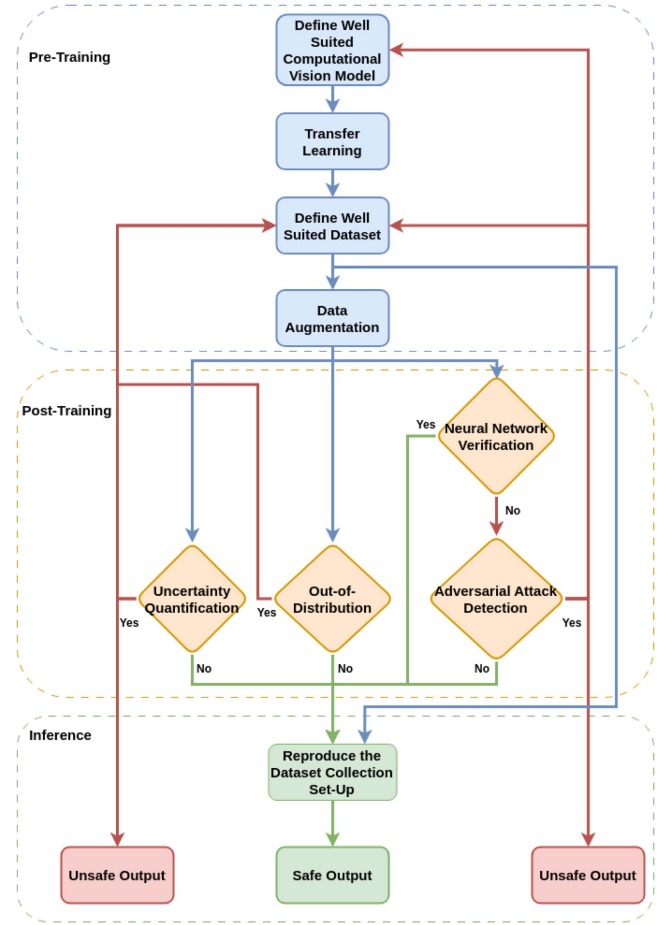 Define Well
Suited
Computational
Vision Model
Pre-Training
Transfer
Learning
Define Well
Suited Dataset
Data
Augmentation
Post-Training
Yes
Neural Network
Verification
No
Uncertainty
Quantification
Out-of-
Distribution
Adversarial Attack
Detection
Yes
Yes
Yes
No
No
No
Inference
Reproduce the
Dataset Collection
Set-Up
Unsafe Output
Safe Output
Unsafe Output